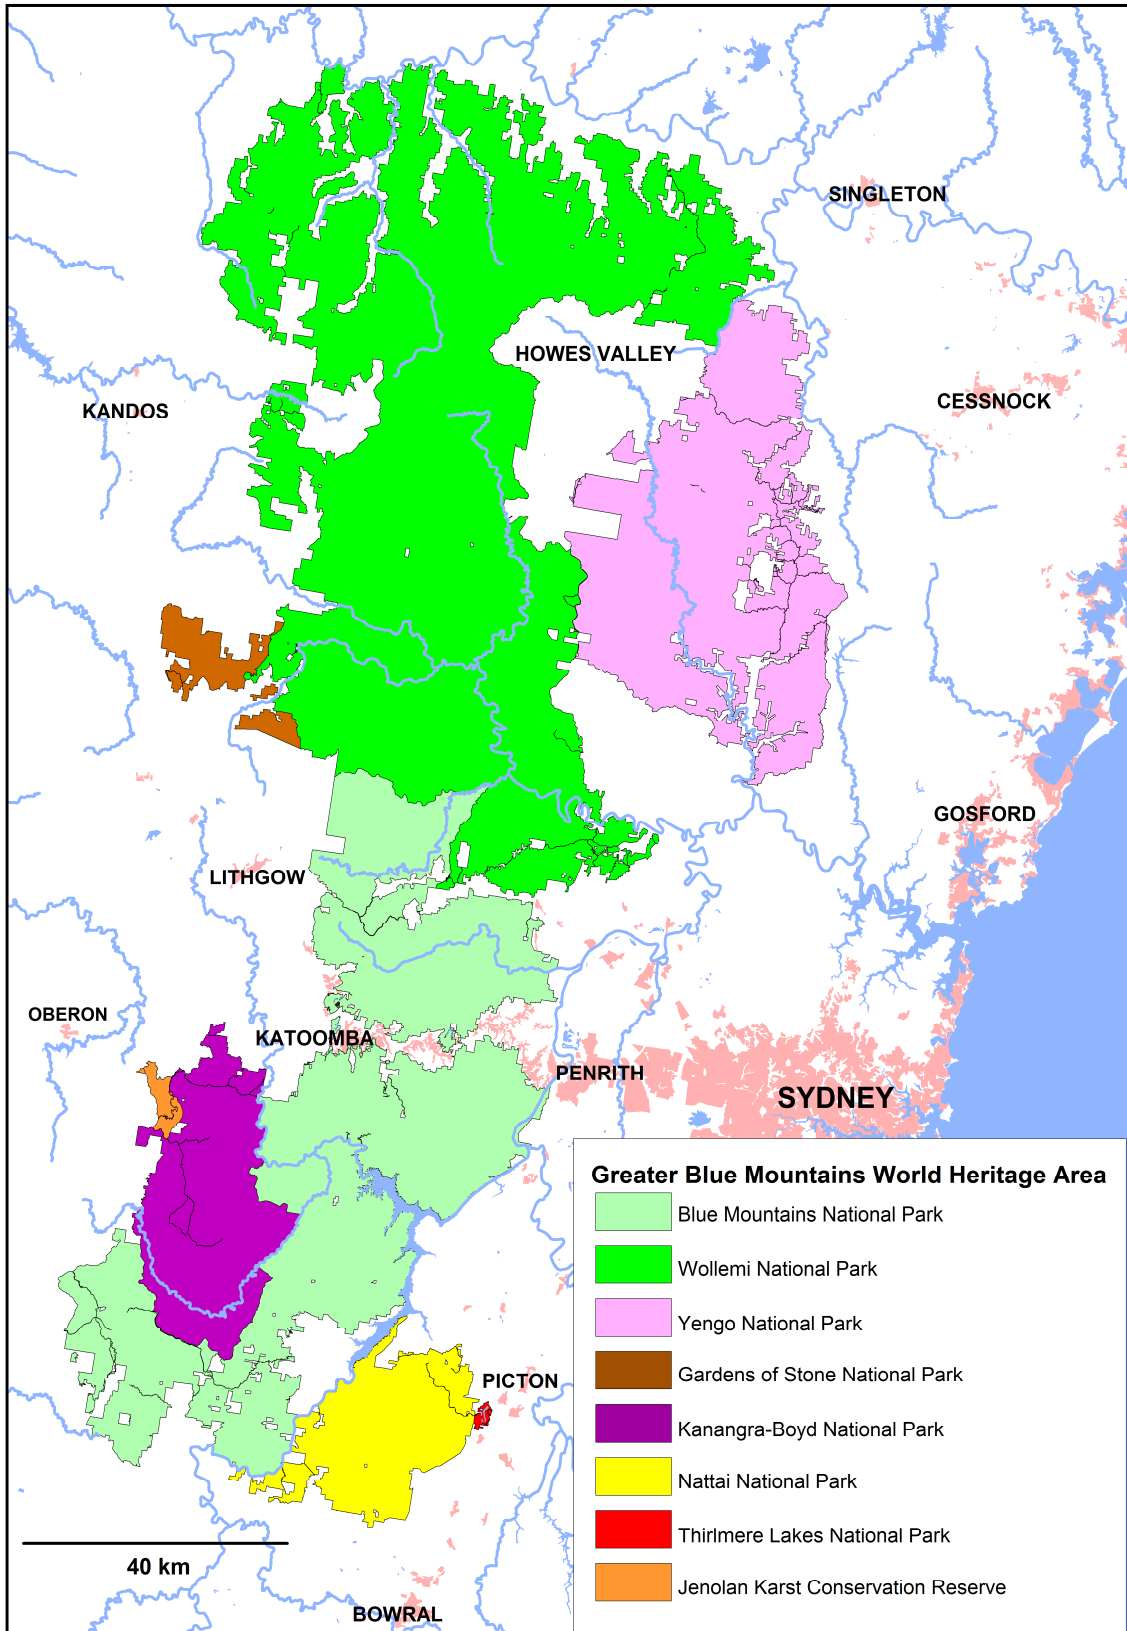 SINGLETON
HOWES VALLEY
CESSNOCK
KANDOS
GOSFORD
LITHGOW
OBERON
KATOOMBA
PENRITH
SYDNEY
Greater Blue Mountains World Heritage Area
Blue Mountains National Park
Wollemi National Park
Yengo National Park
Gardens of Stone National Park
Kanangra-Boyd National Park
Nattai National Park
Thirlmere Lakes National Park
Jenolan Karst Conservation Reserve
PICTON
40 km
BOWRAL